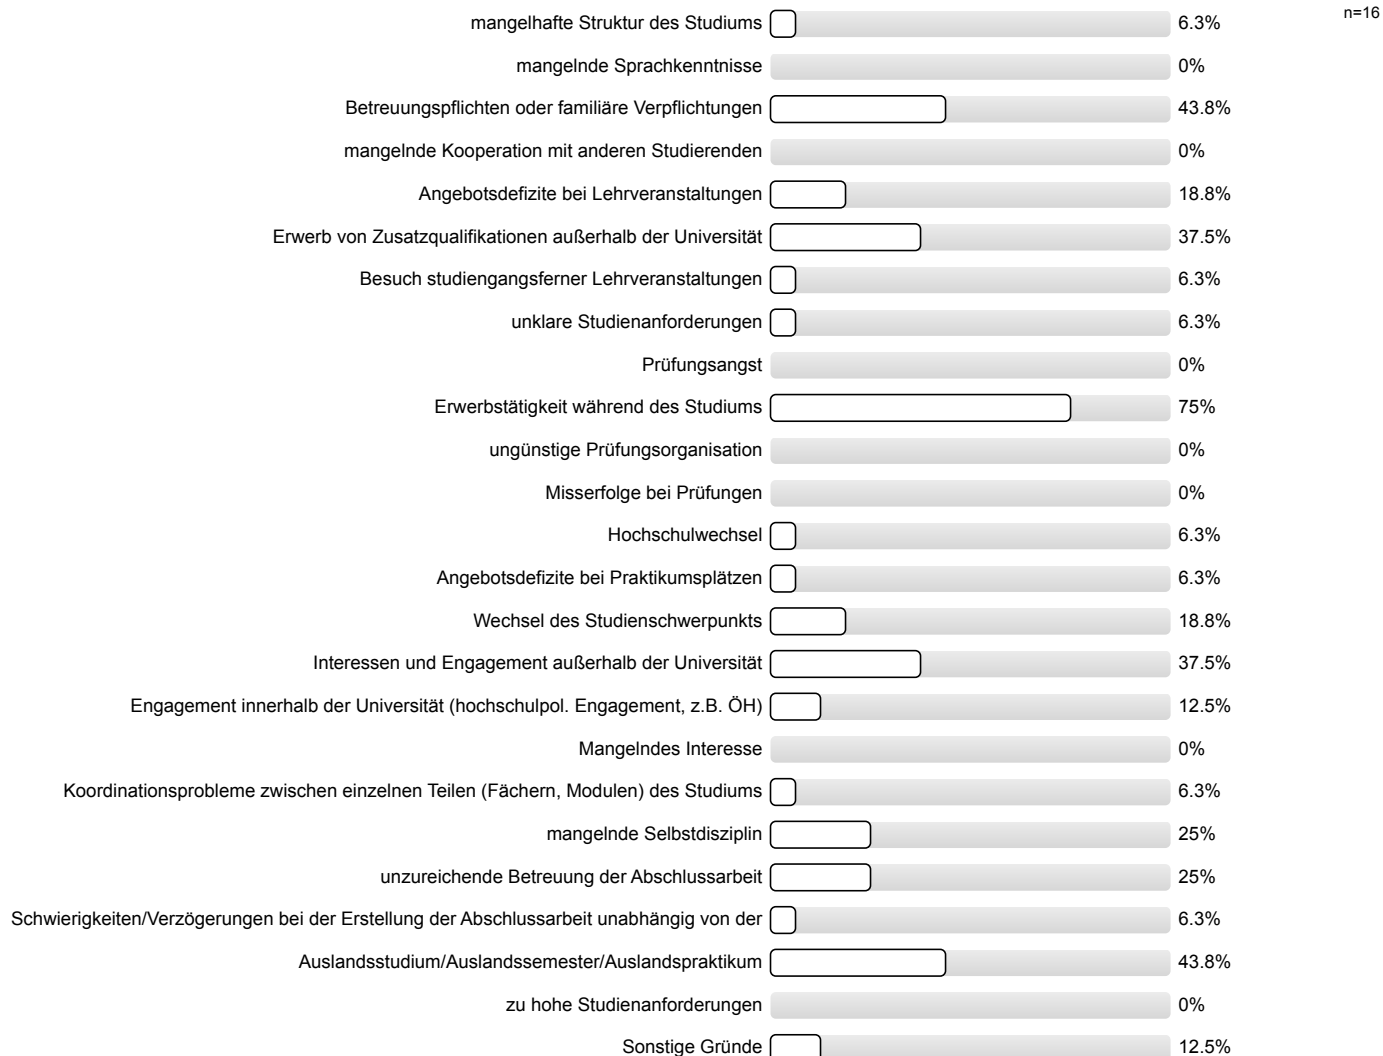 mangelhafte Struktur des Studiums 6.3% n=16
mangelnde Sprachkenntnisse 0%
Betreuungspflichten oder familiäre Verpflichtungen 43.8%
mangelnde Kooperation mit anderen Studierenden 0%
Angebotsdefizite bei Lehrveranstaltungen 18.8%
Erwerb von Zusatzqualifikationen außerhalb der Universität 37.5%
Besuch studiengangsferner Lehrveranstaltungen 6.3%
unklare Studienanforderungen 6.3%
Prüfungsangst 0%
Erwerbstätigkeit während des Studiums 75%
ungünstige Prüfungsorganisation 0%
Misserfolge bei Prüfungen 0%
Hochschulwechsel 6.3%
Angebotsdefizite bei Praktikumsplätzen 6.3%
Wechsel des Studienschwerpunkts 18.8%
Interessen und Engagement außerhalb der Universität 37.5%
Engagement innerhalb der Universität (hochschulpol. Engagement, z.B. ÖH) 12.5%
Mangelndes Interesse 0%
Koordinationsprobleme zwischen einzelnen Teilen (Fächern, Modulen) des Studiums 6.3%
mangelnde Selbstdisziplin 25%
unzureichende Betreuung der Abschlussarbeit 25%
Schwierigkeiten/Verzögerungen bei der Erstellung der Abschlussarbeit unabhängig von der 6.3%
Auslandsstudium/Auslandssemester/Auslandspraktikum 43.8%
zu hohe Studienanforderungen 0%
Sonstige Gründe 12.5%